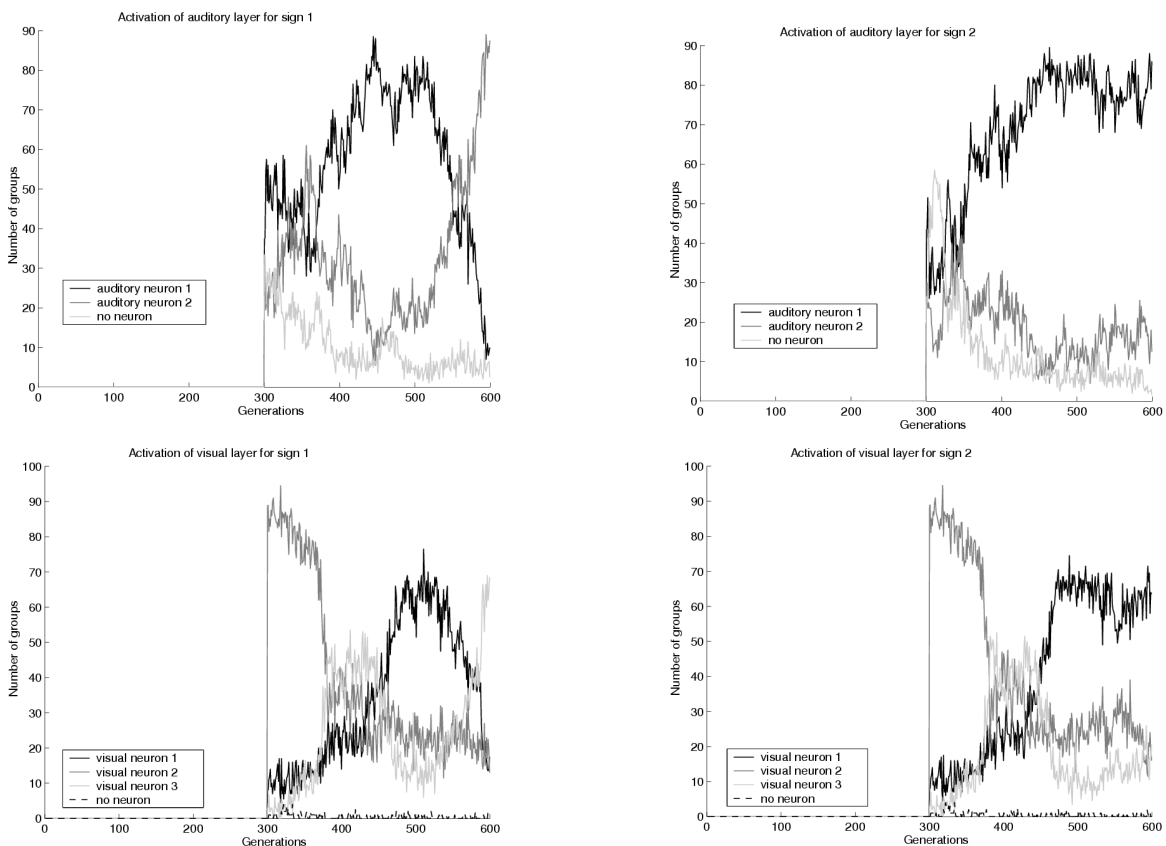 Activation of auditory layer for sign 1
90
80
70
60
50
40
30
20
10
0
Number of groups
auditory neuron 1
auditory neuron 2
no neuron
0 100 200 300 400 500 600
Generations
Activation of auditory layer for sign 2
90
80
70
60
50
40
30
20
10
0
Number of groups
auditory neuron 1
auditory neuron 2
no neuron
0 100 200 300 400 500 600
Generations
Activation of visual layer for sign 1
100
90
80
70
60
50
40
30
20
10
0
Number of groups
visual neuron 1
visual neuron 2
visual neuron 3
no neuron
0 100 200 300 400 500 600
Generations
Activation of visual layer for sign 2
100
90
80
70
60
50
40
30
20
10
0
Number of groups
visual neuron 1
visual neuron 2
visual neuron 3
no neuron
0 100 200 300 400 500 600
Generations